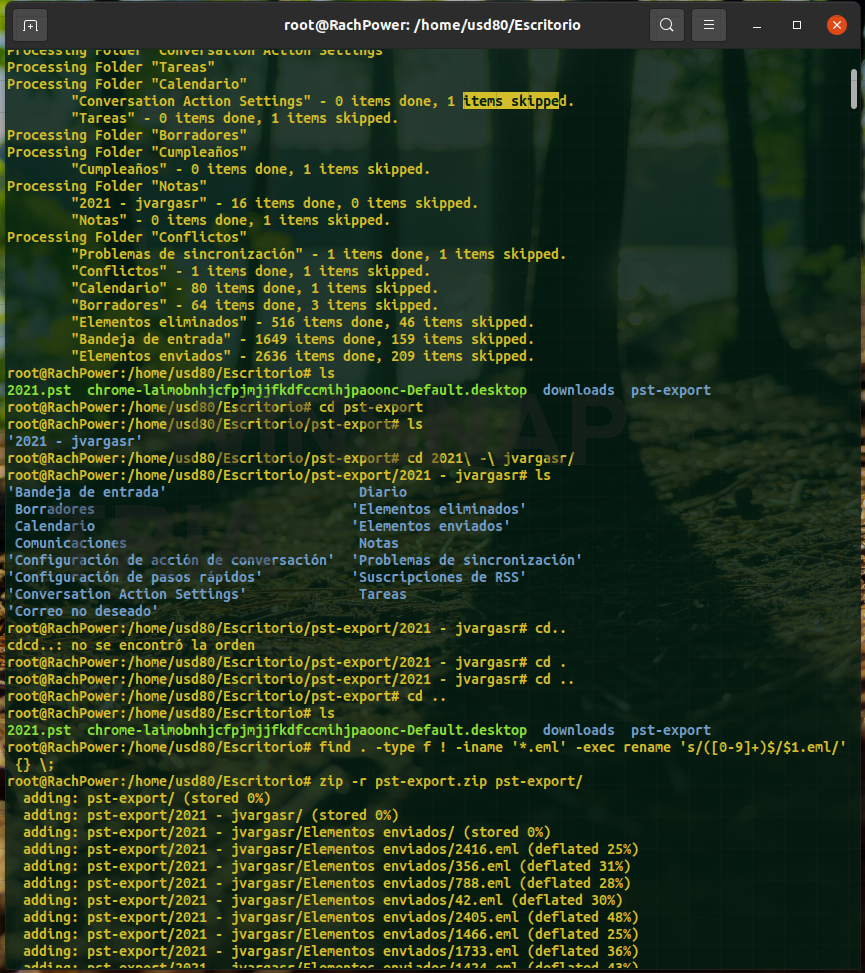 root@RachPower: /home/usd80/Escritorio
Processing Folder "Conversation Action Settings"
Processing Folder "Tareas"
Processing Folder "Calendario"
"Conversation Action Settings" - 0 items done, 1 items skipped.
"Tareas" - 0 items done, 1 items skipped.
Processing Folder "Borradores"
Processing Folder "Cumpleaños"
"Cumpleaños" - 0 items done, 1 items skipped.
Processing Folder "Notas"
"2021 - jvargasr" - 16 items done, 0 items skipped.
"Notas" - 0 items done, 1 items skipped.
Processing Folder "Conflictos"
"Problemas de sincronización" - 1 items done, 1 items skipped.
"Conflictos" - 1 items done, 1 items skipped.
"Calendario" - 80 items done, 1 items skipped.
"Borradores" - 64 items done, 3 items skipped.
"Elementos eliminados" - 516 items done, 46 items skipped.
"Bandeja de entrada" - 1649 items done, 159 items skipped.
"Elementos enviados" - 2636 items done, 209 items skipped.
root@RachPower:/home/usd80/Escritorio# ls
2021.pst  chrome-laimobnhjcfpjmjjfkdfccmihjpaoonc-Default.desktop  downloads  pst-export
root@RachPower:/home/usd80/Escritorio# cd pst-export
root@RachPower:/home/usd80/Escritorio/pst-export# ls
'2021 - jvargasr'
root@RachPower:/home/usd80/Escritorio/pst-export# cd 2021\ -\ jvargasr/
root@RachPower:/home/usd80/Escritorio/pst-export/2021 - jvargasr# ls
'Bandeja de entrada'  Diario
Borradores  'Elementos eliminados'
Calendario  'Elementos enviados'
Comunicaciones  Notas
'Configuración de acción de conversación'  'Problemas de sincronización'
'Configuración de pasos rápidos'  'Suscripciones de RSS'
'Conversation Action Settings'  Tareas
'Correo no deseado'
root@RachPower:/home/usd80/Escritorio/pst-export/2021 - jvargasr# cd..
cdcd..: no se encontró la orden
root@RachPower:/home/usd80/Escritorio/pst-export/2021 - jvargasr# cd .
root@RachPower:/home/usd80/Escritorio/pst-export/2021 - jvargasr# cd ..
root@RachPower:/home/usd80/Escritorio/pst-export# cd ..
root@RachPower:/home/usd80/Escritorio# ls
2021.pst  chrome-laimobnhjcfpjmjjfkdfccmihjpaoonc-Default.desktop  downloads  pst-export
root@RachPower:/home/usd80/Escritorio# find . -type f ! -iname '*.eml' -exec rename 's/([0-9]+)$/$1.eml/'
{} \;
root@RachPower:/home/usd80/Escritorio# zip -r pst-export.zip pst-export/
adding: pst-export/ (stored 0%)
adding: pst-export/2021 - jvargasr/ (stored 0%)
adding: pst-export/2021 - jvargasr/Elementos enviados/ (stored 0%)
adding: pst-export/2021 - jvargasr/Elementos enviados/2416.eml (deflated 25%)
adding: pst-export/2021 - jvargasr/Elementos enviados/356.eml (deflated 31%)
adding: pst-export/2021 - jvargasr/Elementos enviados/788.eml (deflated 28%)
adding: pst-export/2021 - jvargasr/Elementos enviados/42.eml (deflated 30%)
adding: pst-export/2021 - jvargasr/Elementos enviados/2405.eml (deflated 48%)
adding: pst-export/2021 - jvargasr/Elementos enviados/1466.eml (deflated 25%)
adding: pst-export/2021 - jvargasr/Elementos enviados/1733.eml (deflated 36%)
adding: pst-export/2021 - jvargasr/Elementos enviados/1424.eml (deflated 43%)